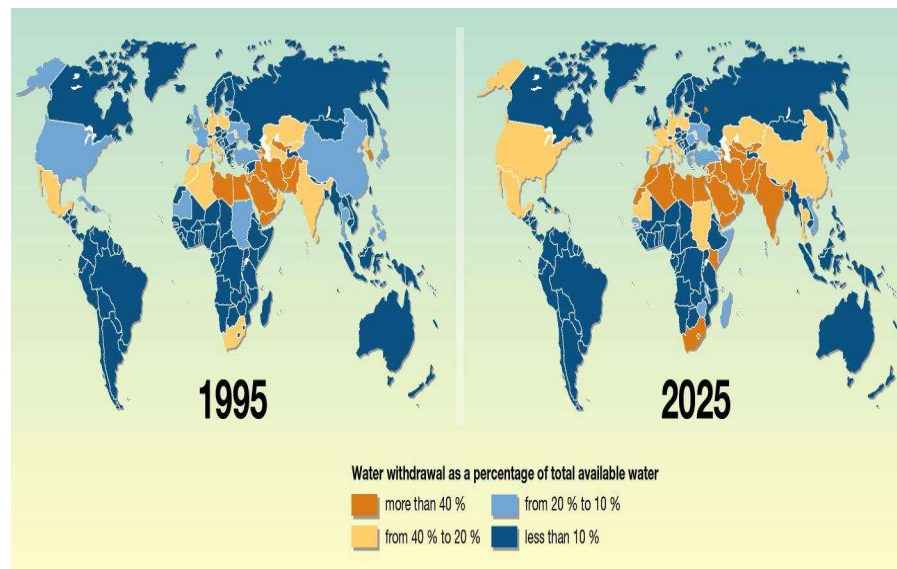 1995
2025
Water withdrawal as a percentage of total available water
more than 40 %
from 20 % to 10 %
from 40 % to 20 %
less than 10 %